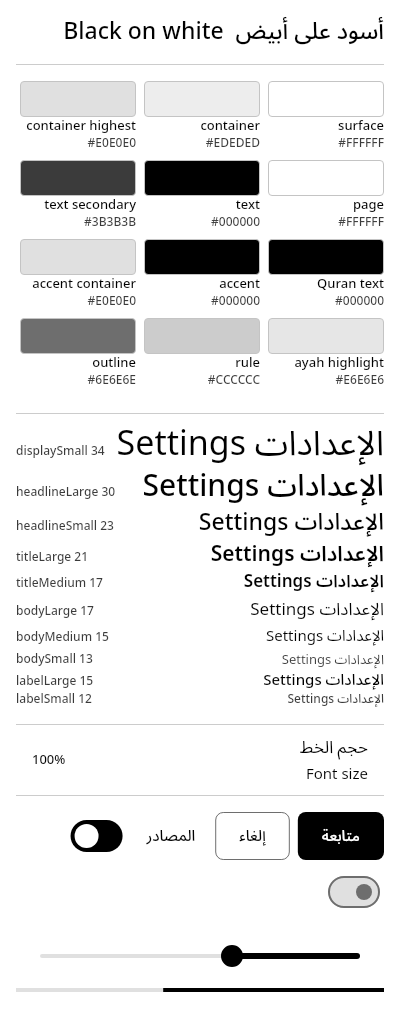 أسود على أبيض Black on white
surface container container highest
#FFFFFF #EDEDED #E0E0E0
page text text secondary
#FFFFFF #000000 #3B3B3B
Quran text accent accent container
#000000 #000000 #E0E0E0
ayah highlight rule outline
#E6E6E6 #CCCCCC #6E6E6E
الإعدادات Settings displaySmall 34
الإعدادات Settings headlineLarge 30
الإعدادات Settings headlineSmall 23
الإعدادات Settings titleLarge 21
الإعدادات Settings titleMedium 17
الإعدادات Settings bodyLarge 17
الإعدادات Settings bodyMedium 15
الإعدادات Settings bodySmall 13
الإعدادات Settings labelLarge 15
الإعدادات Settings labelSmall 12
حجم الخط
Font size
100%
متابعة إلغاء المصادر